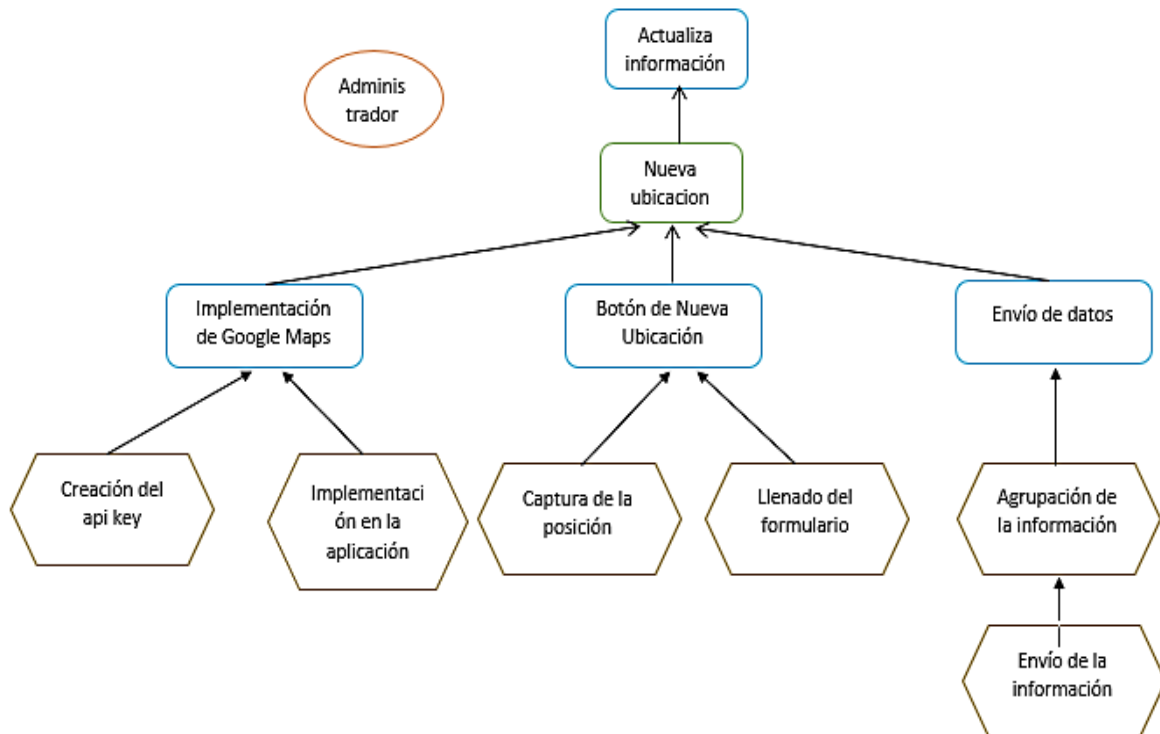 Actualiza
información
Adminis
trador
Nueva
ubicacion
Implementación
de Google Maps
Botón de Nueva
Ubicación
Envío de datos
Creación del
api key
Implementaci
ón en la
aplicación
Captura de la
posición
Llenado del
formulario
Agrupación de
la información
Envío de la
información